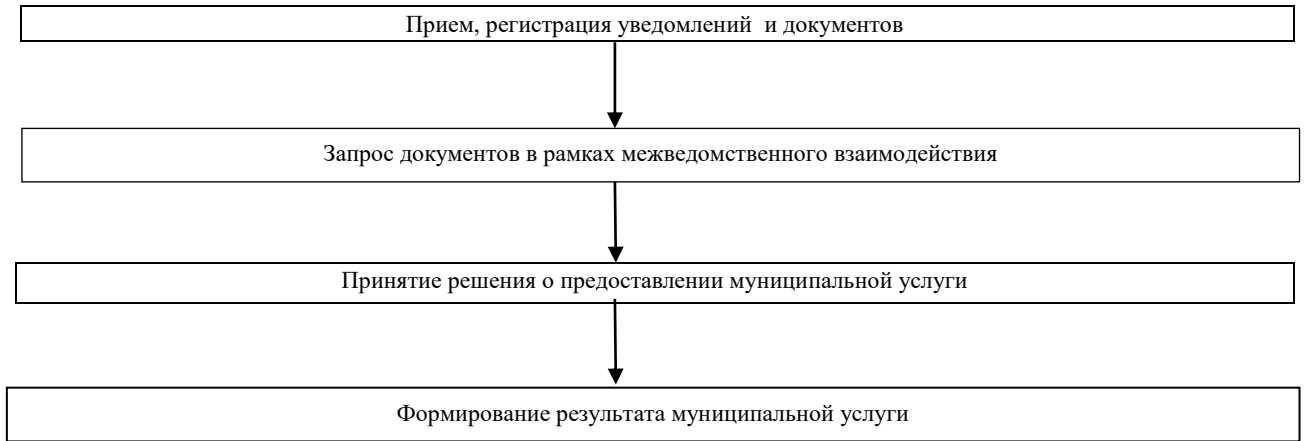 Прием, регистрация уведомлений  и документов
Запрос документов в рамках межведомственного взаимодействия
Принятие решения о предоставлении муниципальной услуги
Формирование результата муниципальной услуги